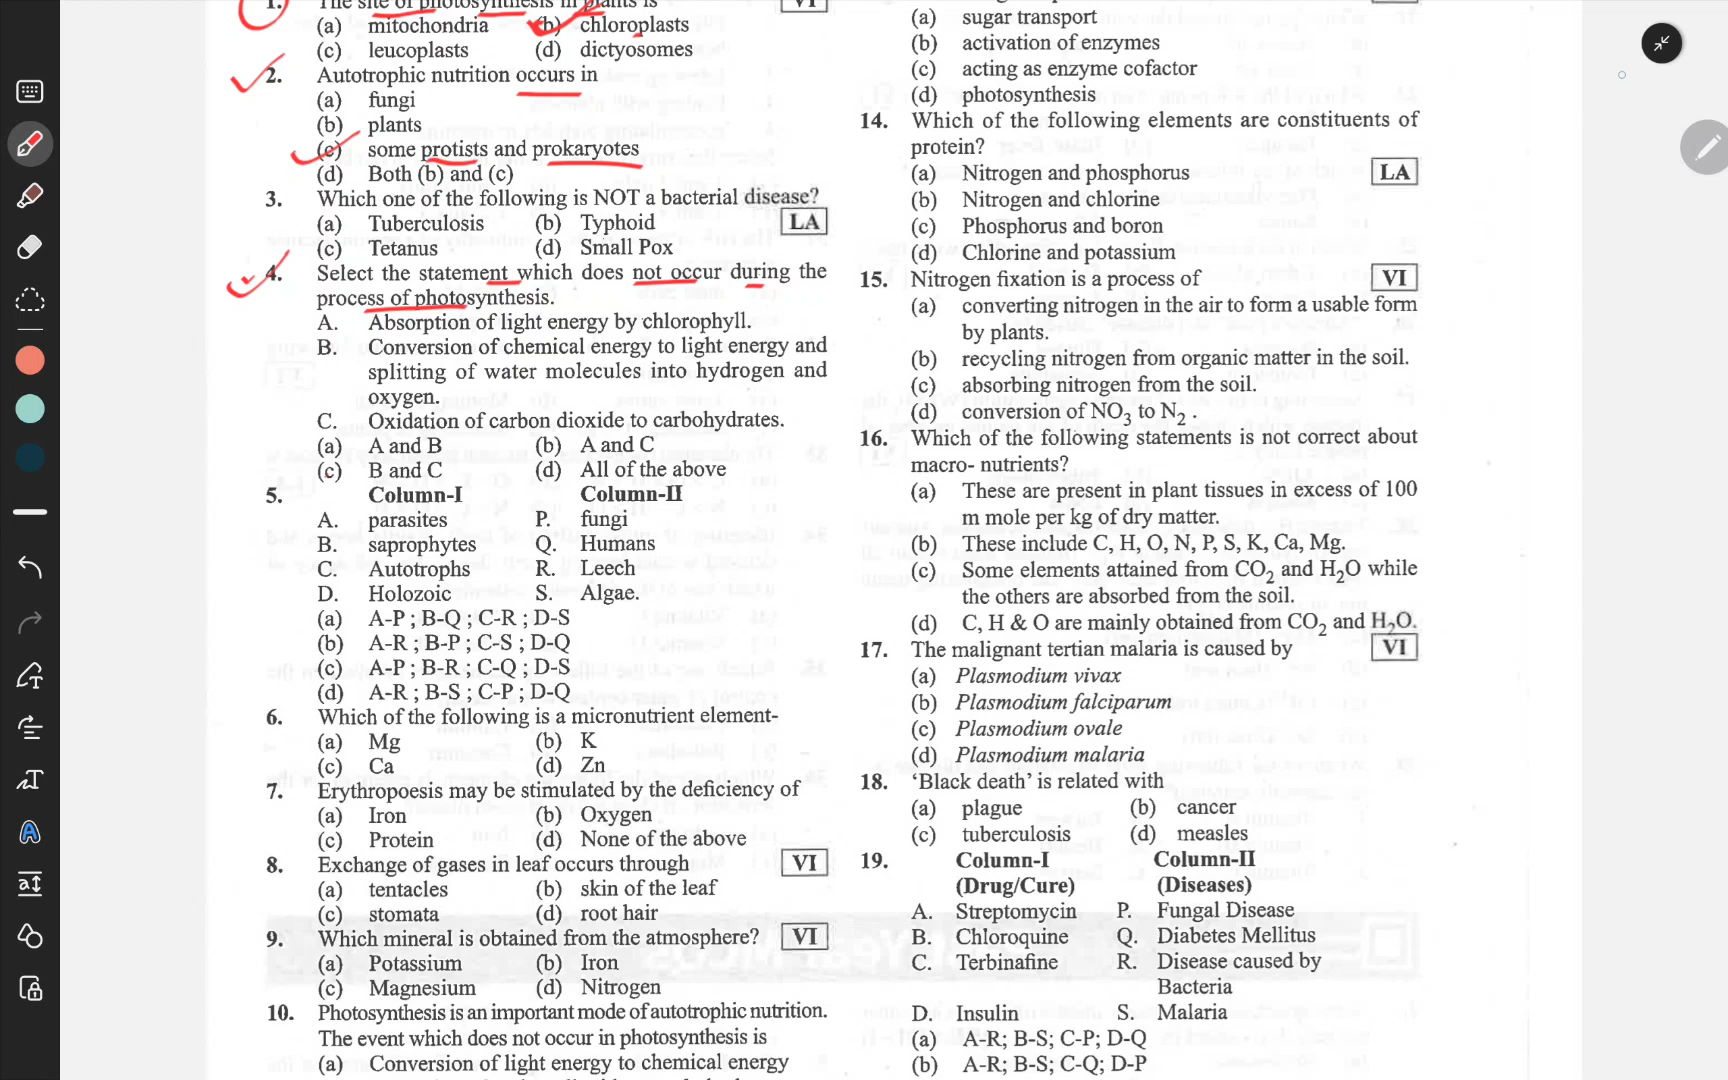 1. The site of photosynthesis in plants is VI
(a) mitochondria (b) chloroplasts
(c) leucoplasts (d) dictyosomes
2. Autotrophic nutrition occurs in
(a) fungi
(b) plants
(c) some protists and prokaryotes
(d) Both (b) and (c)
3. Which one of the following is NOT a bacterial disease?
(a) Tuberculosis (b) Typhoid LA
(c) Tetanus (d) Small Pox
4. Select the statement which does not occur during the
process of photosynthesis.
A. Absorption of light energy by chlorophyll.
B. Conversion of chemical energy to light energy and
splitting of water molecules into hydrogen and
oxygen.
C. Oxidation of carbon dioxide to carbohydrates.
(a) A and B (b) A and C
(c) B and C (d) All of the above
5. Column-I Column-II
A. parasites P. fungi
B. saprophytes Q. Humans
C. Autotrophs R. Leech
D. Holozoic S. Algae.
(a) A-P ; B-Q ; C-R ; D-S
(b) A-R ; B-P ; C-S ; D-Q
(c) A-P ; B-R ; C-Q ; D-S
(d) A-R ; B-S ; C-P ; D-Q
6. Which of the following is a micronutrient element-
(a) Mg (b) K
(c) Ca (d) Zn
7. Erythropoesis may be stimulated by the deficiency of
(a) Iron (b) Oxygen
(c) Protein (d) None of the above
8. Exchange of gases in leaf occurs through VI
(a) tentacles (b) skin of the leaf
(c) stomata (d) root hair
9. Which mineral is obtained from the atmosphere? VI
(a) Potassium (b) Iron
(c) Magnesium (d) Nitrogen
10. Photosynthesis is an important mode of autotrophic nutrition.
The event which does not occur in photosynthesis is
(a) Conversion of light energy to chemical energy
(a) sugar transport
(b) activation of enzymes
(c) acting as enzyme cofactor
(d) photosynthesis
14. Which of the following elements are constituents of
protein?
(a) Nitrogen and phosphorus LA
(b) Nitrogen and chlorine
(c) Phosphorus and boron
(d) Chlorine and potassium
15. Nitrogen fixation is a process of VI
(a) converting nitrogen in the air to form a usable form
by plants.
(b) recycling nitrogen from organic matter in the soil.
(c) absorbing nitrogen from the soil.
(d) conversion of NO3 to N2 .
16. Which of the following statements is not correct about
macro- nutrients?
(a) These are present in plant tissues in excess of 100
m mole per kg of dry matter.
(b) These include C, H, O, N, P, S, K, Ca, Mg.
(c) Some elements attained from CO2 and H2O while
the others are absorbed from the soil.
(d) C, H & O are mainly obtained from CO2 and H2O.
17. The malignant tertian malaria is caused by VI
(a) Plasmodium vivax
(b) Plasmodium falciparum
(c) Plasmodium ovale
(d) Plasmodium malaria
18. ‘Black death’ is related with
(a) plague (b) cancer
(c) tuberculosis (d) measles
19. Column-I Column-II
(Drug/Cure) (Diseases)
A. Streptomycin P. Fungal Disease
B. Chloroquine Q. Diabetes Mellitus
C. Terbinafine R. Disease caused by
Bacteria
D. Insulin S. Malaria
(a) A-R; B-S; C-P; D-Q
(b) A-R; B-S; C-Q; D-P